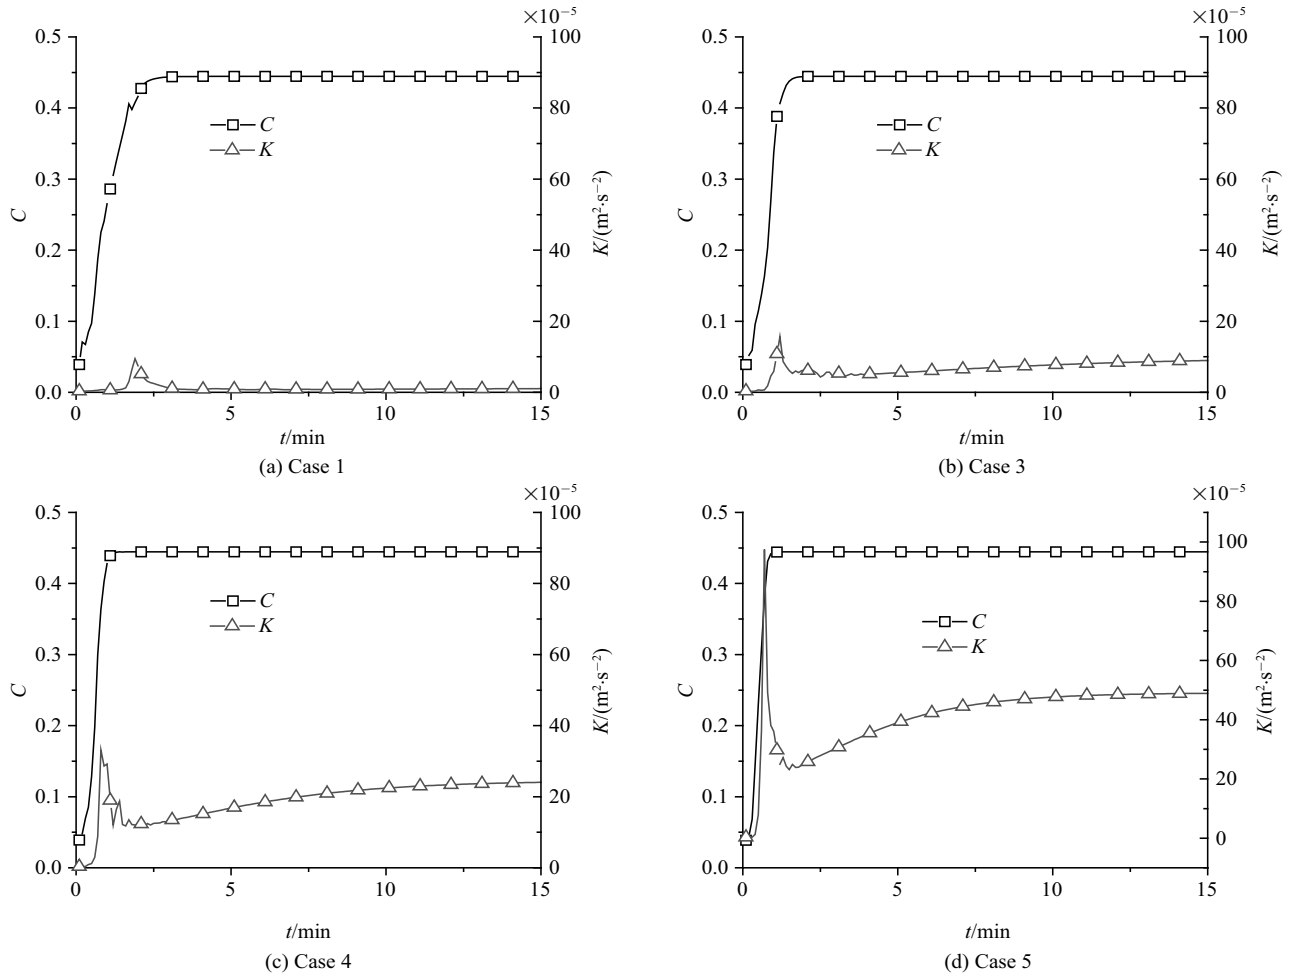 ×10⁻⁵
0.5
0.4
0.3
0.2
0.1
0.0
C
100
80
60
40
20
0
K/(m²·s⁻²)
C
K
0 5 10 15
t/min
(a) Case 1
×10⁻⁵
0.5
0.4
0.3
0.2
0.1
0.0
C
100
80
60
40
20
0
K/(m²·s⁻²)
C
K
0 5 10 15
t/min
(b) Case 3
×10⁻⁵
0.5
0.4
0.3
0.2
0.1
0.0
C
100
80
60
40
20
0
K/(m²·s⁻²)
C
K
0 5 10 15
t/min
(c) Case 4
×10⁻⁵
0.5
0.4
0.3
0.2
0.1
0.0
C
100
80
60
40
20
0
K/(m²·s⁻²)
C
K
0 5 10 15
t/min
(d) Case 5